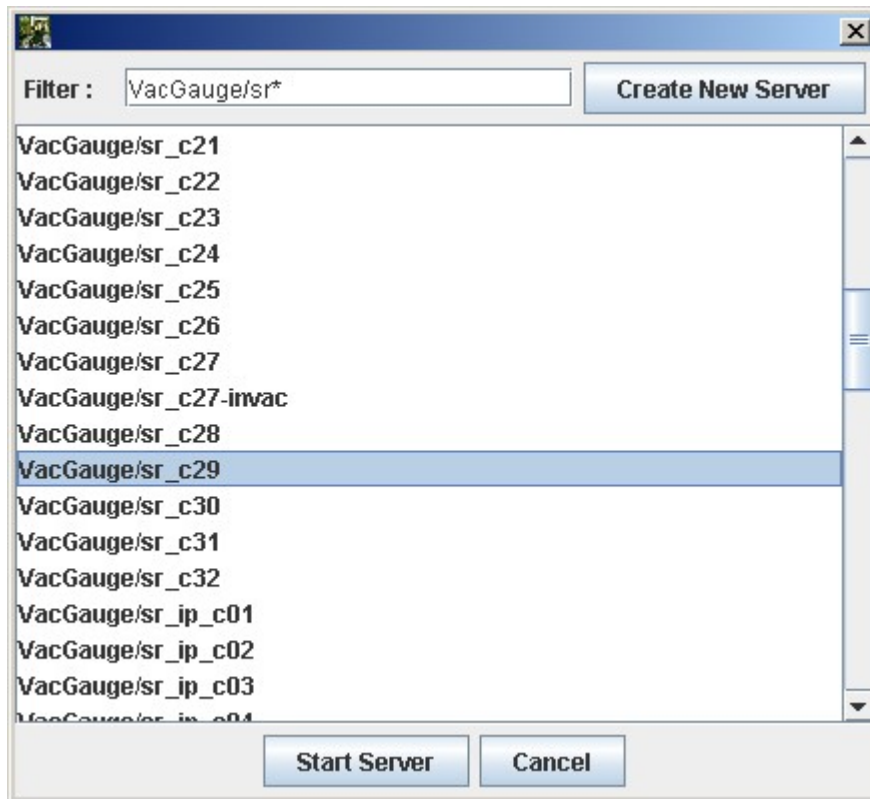 Filter : VacGauge/sr* Create New Server
VacGauge/sr_c21
VacGauge/sr_c22
VacGauge/sr_c23
VacGauge/sr_c24
VacGauge/sr_c25
VacGauge/sr_c26
VacGauge/sr_c27
VacGauge/sr_c27-invac
VacGauge/sr_c28
VacGauge/sr_c29
VacGauge/sr_c30
VacGauge/sr_c31
VacGauge/sr_c32
VacGauge/sr_ip_c01
VacGauge/sr_ip_c02
VacGauge/sr_ip_c03
Start Server Cancel